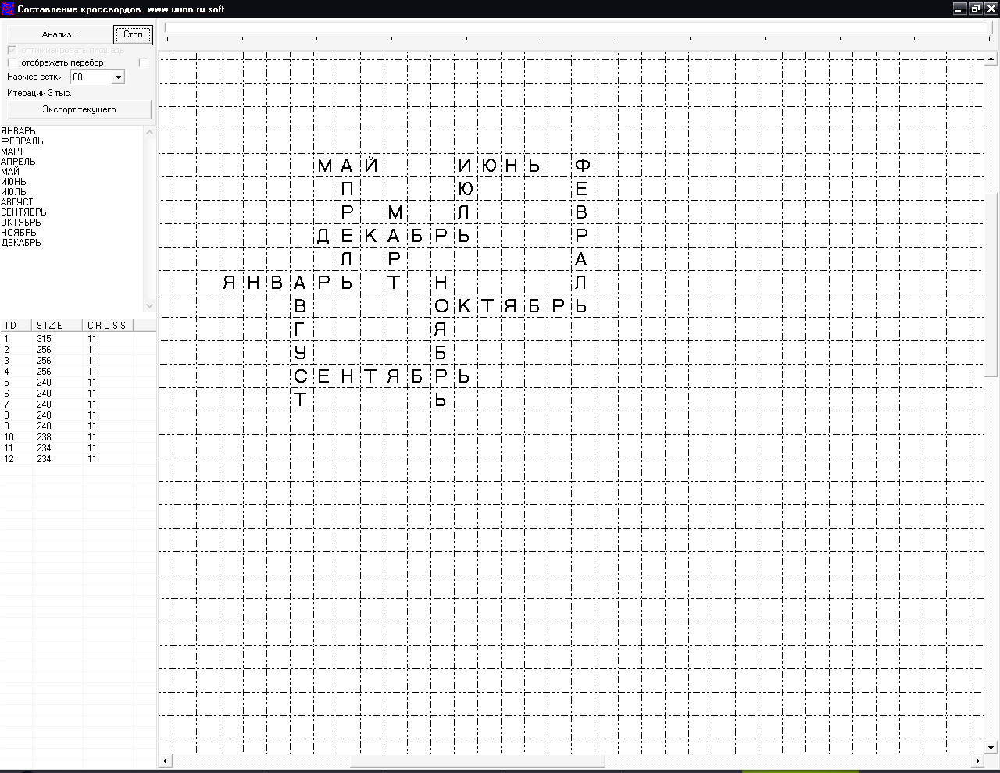 Составление кроссвордов. www.uunn.ru soft
Анализ...
Стоп
оптимизировать площадь
отображать перебор
Размер сетки : 60
Итерации 3 тыс.
Экспорт текущего
ЯНВАРЬ
ФЕВРАЛЬ
МАРТ
АПРЕЛЬ
МАЙ
ИЮНЬ
ИЮЛЬ
АВГУСТ
СЕНТЯБРЬ
ОКТЯБРЬ
НОЯБРЬ
ДЕКАБРЬ
ID SIZE CROSS
1 315 11
2 256 11
3 256 11
4 256 11
5 240 11
6 240 11
7 240 11
8 240 11
9 240 11
10 238 11
11 234 11
12 234 11
М А Й И Ю Н Ь Ф
П Ю Е
Р М Л В
Д Е К А Б Р Ь Р
Л Р А
Я Н В А Р Ь Т Н Л
В О К Т Я Б Р Ь
Г Я
У Б
С Е Н Т Я Б Р Ь
Т Ь